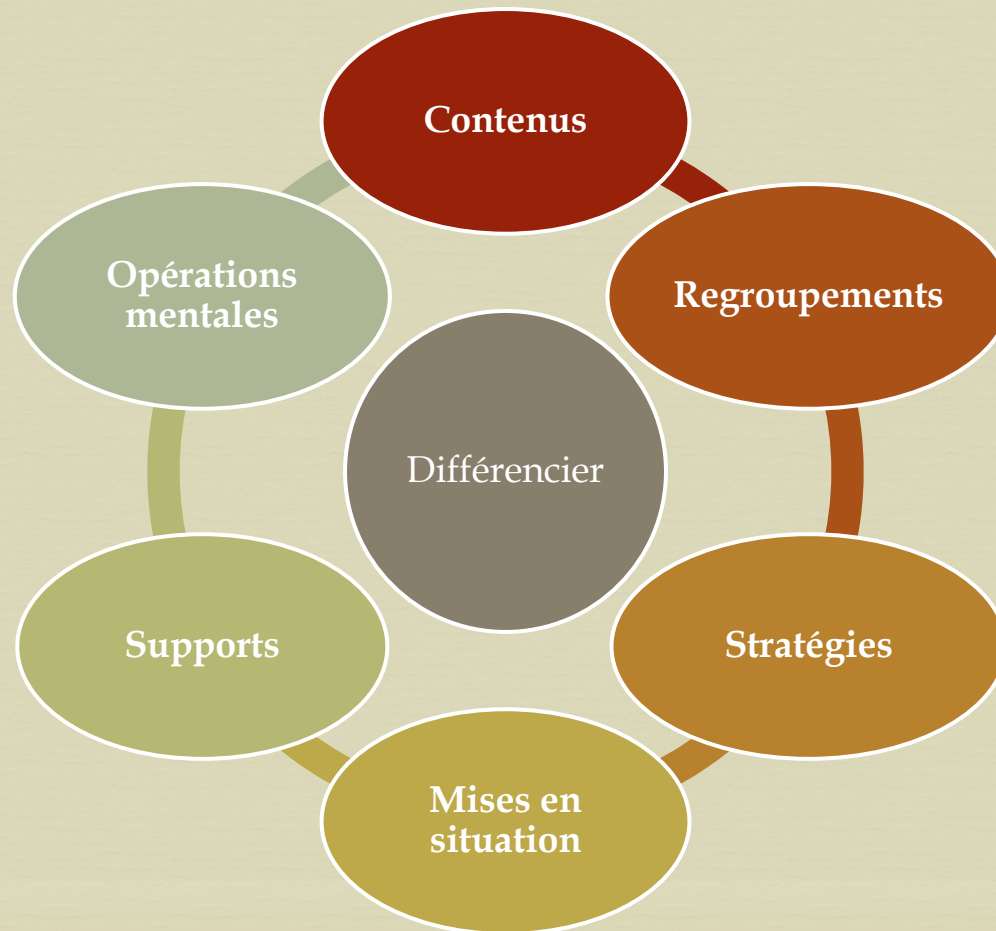 Contenus
Regroupements
Stratégies
Mises en
situation
Supports
Opérations
mentales
Différencier